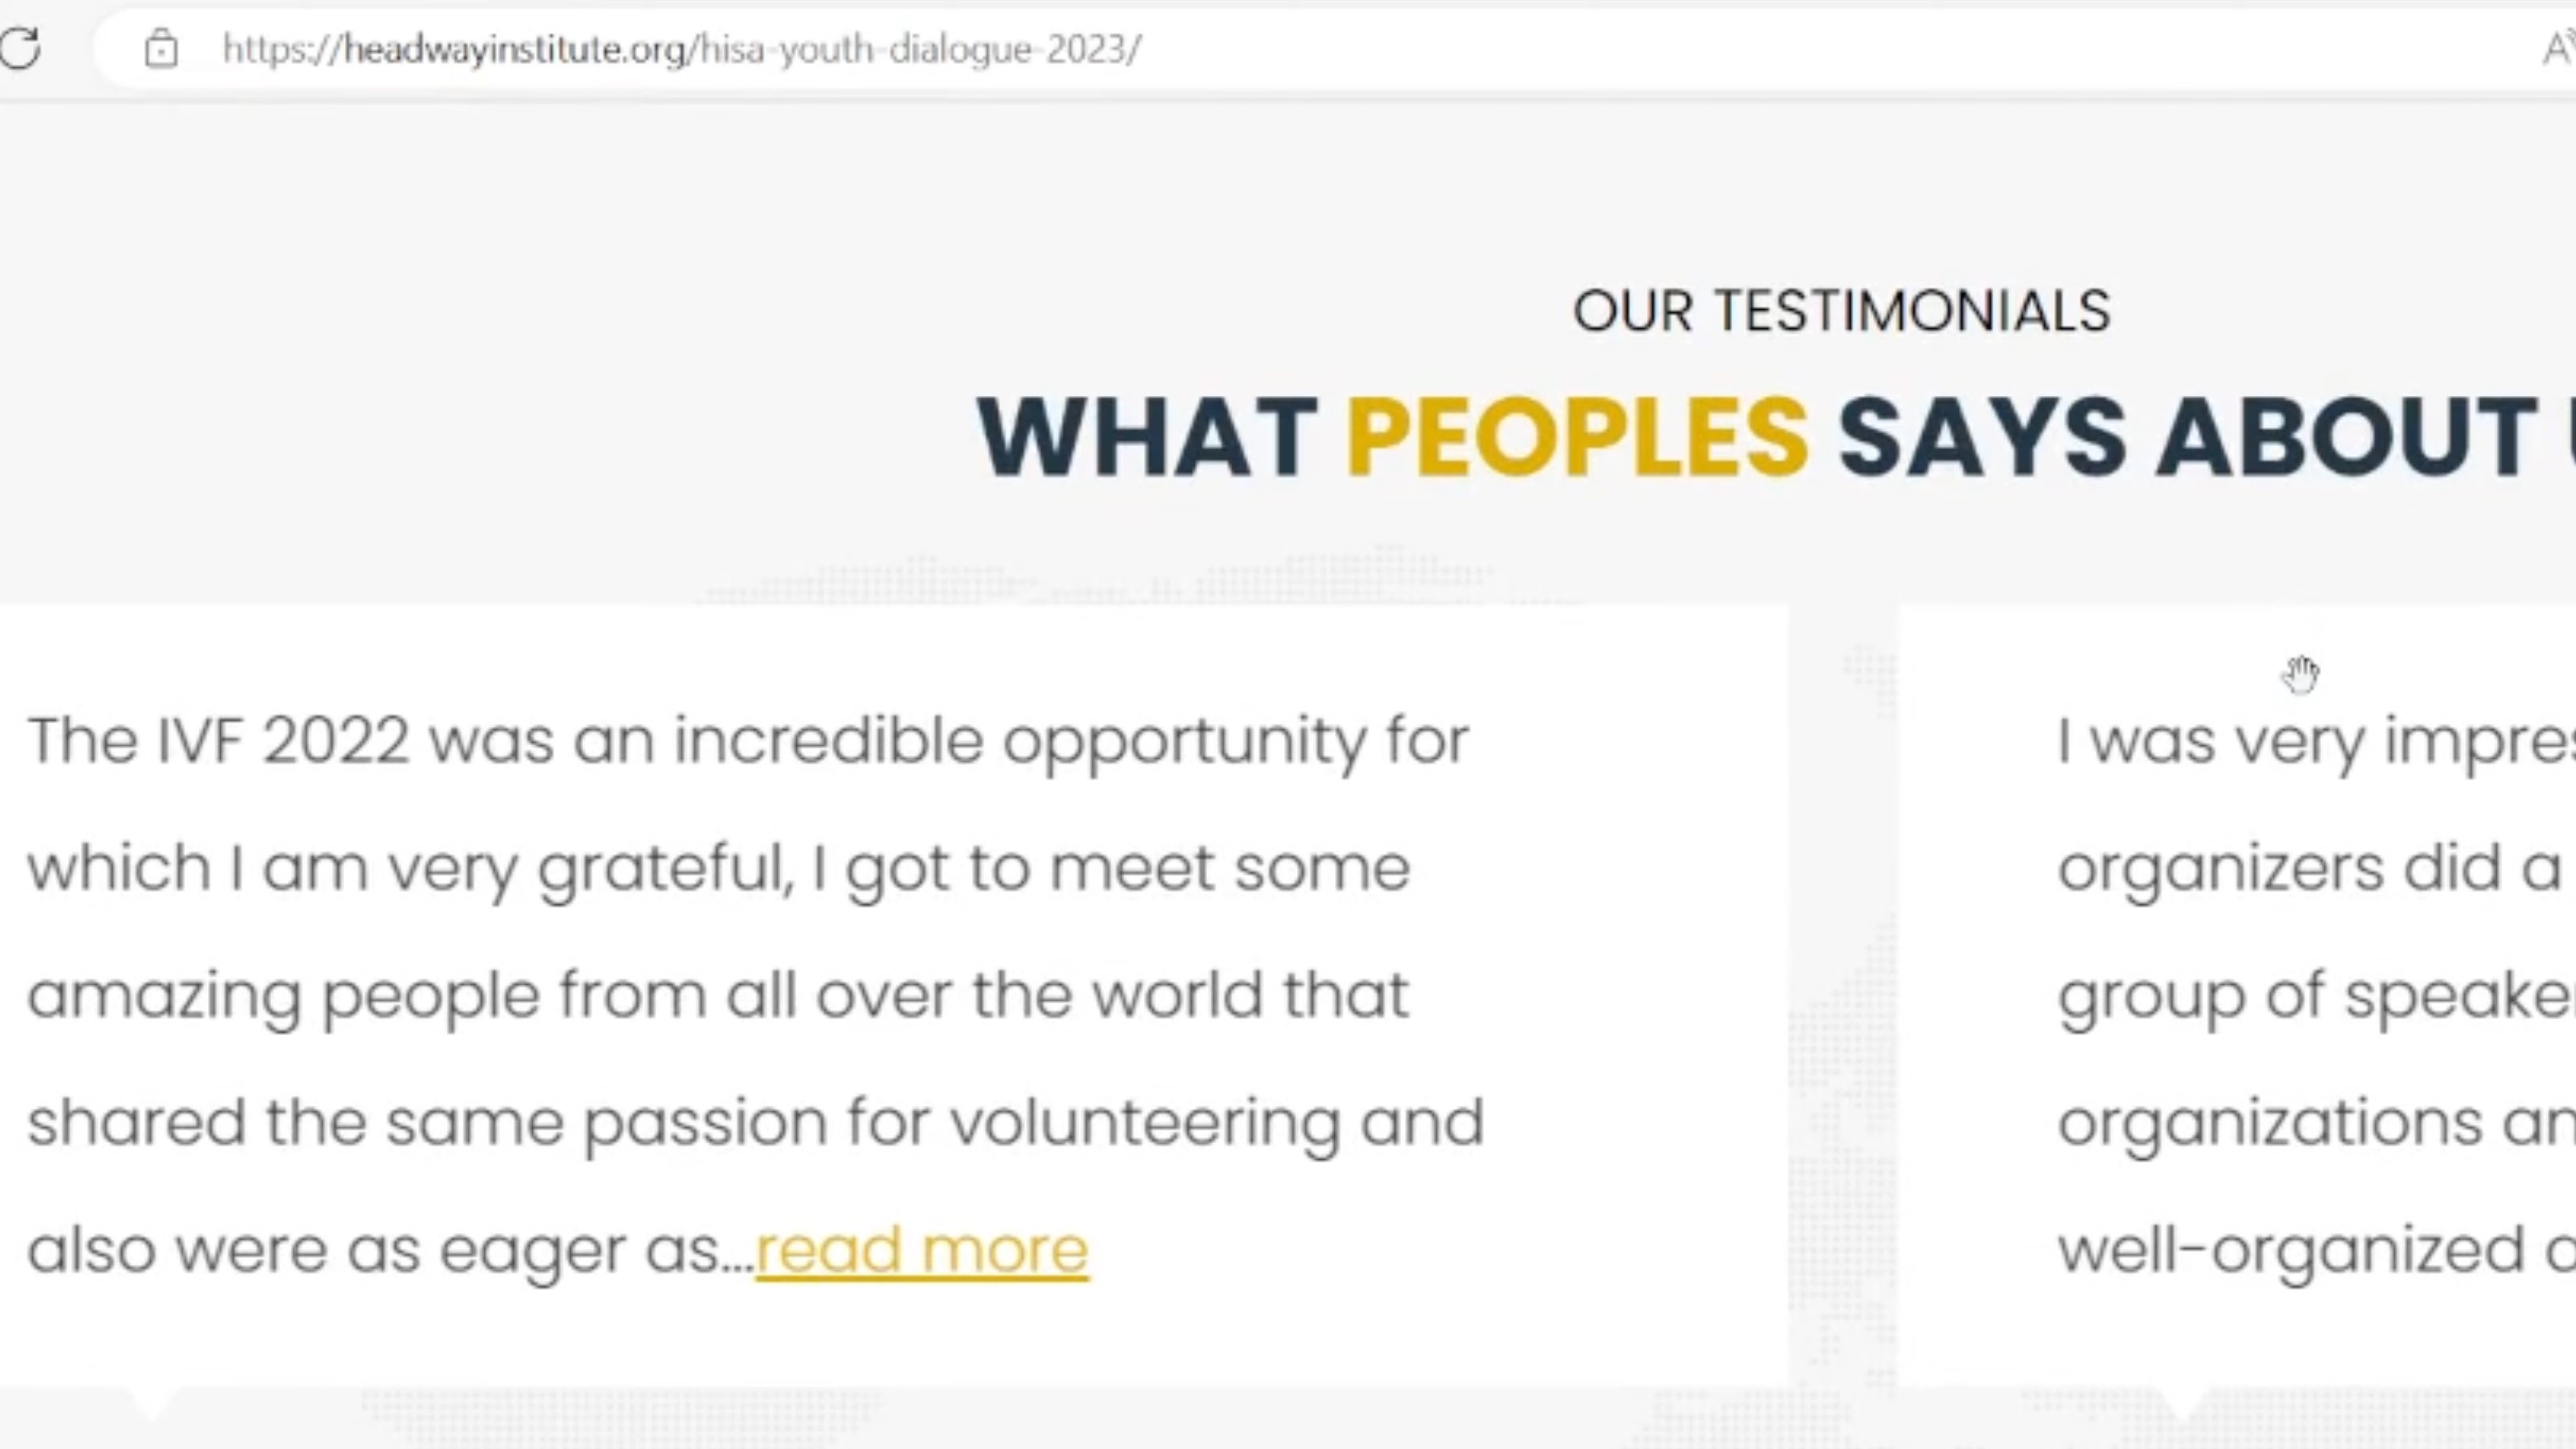 https://headwayinstitute.org/hisa-youth-dialogue-2023/
OUR TESTIMONIALS
WHAT PEOPLES SAYS ABOUT
The IVF 2022 was an incredible opportunity for
which I am very grateful, I got to meet some
amazing people from all over the world that
shared the same passion for volunteering and
also were as eager as...read more
I was very
organizers did a
group of
organizations
well-organized